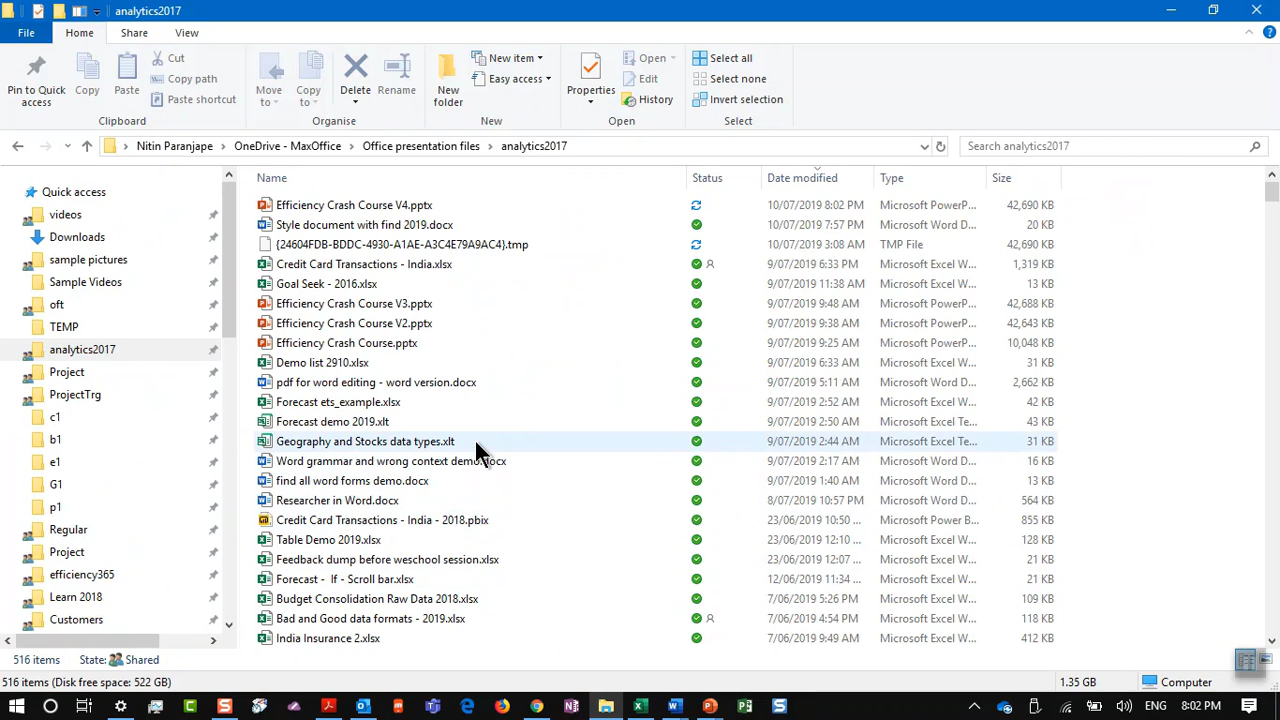 analytics2017
File Home Share View
Pin to Quick access
Copy
Paste
Cut
Copy path
Paste shortcut
Clipboard
Move to
Copy to
Delete
Rename
Organise
New folder
New item
Easy access
New
Properties
Open
Edit
History
Open
Select all
Select none
Invert selection
Select
Nitin Paranjape > OneDrive - MaxOffice > Office presentation files > analytics2017
Search analytics2017
Quick access
videos
Downloads
sample pictures
Sample Videos
oft
TEMP
analytics2017
Project
ProjectTrg
c1
b1
e1
G1
p1
Regular
Project
efficiency365
Learn 2018
Customers
Name Status Date modified Type Size
Efficiency Crash Course V4.pptx 10/07/2019 8:02 PM Microsoft PowerP... 42,690 KB
Style document with find 2019.docx 10/07/2019 7:57 PM Microsoft Word D... 20 KB
{24604FDB-BDDC-4930-A1AE-A3C4E79A9AC4}.tmp 10/07/2019 3:08 AM TMP File 42,690 KB
Credit Card Transactions - India.xlsx 9/07/2019 6:33 PM Microsoft Excel W... 1,319 KB
Goal Seek - 2016.xlsx 9/07/2019 11:38 AM Microsoft Excel W... 13 KB
Efficiency Crash Course V3.pptx 9/07/2019 9:48 AM Microsoft PowerP... 42,688 KB
Efficiency Crash Course V2.pptx 9/07/2019 9:38 AM Microsoft PowerP... 42,643 KB
Efficiency Crash Course.pptx 9/07/2019 9:25 AM Microsoft PowerP... 10,048 KB
Demo list 2910.xlsx 9/07/2019 6:33 AM Microsoft Excel W... 31 KB
pdf for word editing - word version.docx 9/07/2019 5:11 AM Microsoft Word D... 2,662 KB
Forecast ets_example.xlsx 9/07/2019 2:52 AM Microsoft Excel W... 42 KB
Forecast demo 2019.xlt 9/07/2019 2:50 AM Microsoft Excel Te... 43 KB
Geography and Stocks data types.xlt 9/07/2019 2:44 AM Microsoft Excel Te... 31 KB
Word grammar and wrong context demo.docx 9/07/2019 2:17 AM Microsoft Word D... 16 KB
find all word forms demo.docx 9/07/2019 1:40 AM Microsoft Word D... 13 KB
Researcher in Word.docx 8/07/2019 10:57 PM Microsoft Word D... 564 KB
Credit Card Transactions - India - 2018.pbix 23/06/2019 10:50 ... Microsoft Power B... 855 KB
Table Demo 2019.xlsx 23/06/2019 12:10 ... Microsoft Excel W... 128 KB
Feedback dump before weschool session.xlsx 23/06/2019 12:07 ... Microsoft Excel W... 21 KB
Forecast - If - Scroll bar.xlsx 12/06/2019 11:34 ... Microsoft Excel W... 21 KB
Budget Consolidation Raw Data 2018.xlsx 7/06/2019 5:26 PM Microsoft Excel W... 109 KB
Bad and Good data formats - 2019.xlsx 7/06/2019 4:54 PM Microsoft Excel W... 118 KB
India Insurance 2.xlsx 7/06/2019 9:49 AM Microsoft Excel W... 412 KB
516 items State: Shared
516 items (Disk free space: 522 GB) 1.35 GB Computer
8:02 PM